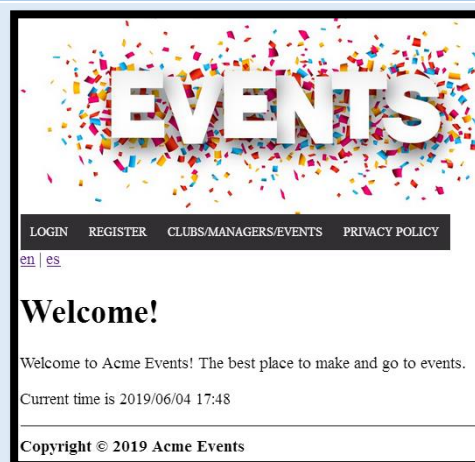 EVENTS
LOGIN REGISTER CLUBS/MANAGERS/EVENTS PRIVACY POLICY
en | es
Welcome!
Welcome to Acme Events! The best place to make and go to events.
Current time is 2019/06/04 17:48
Copyright © 2019 Acme Events